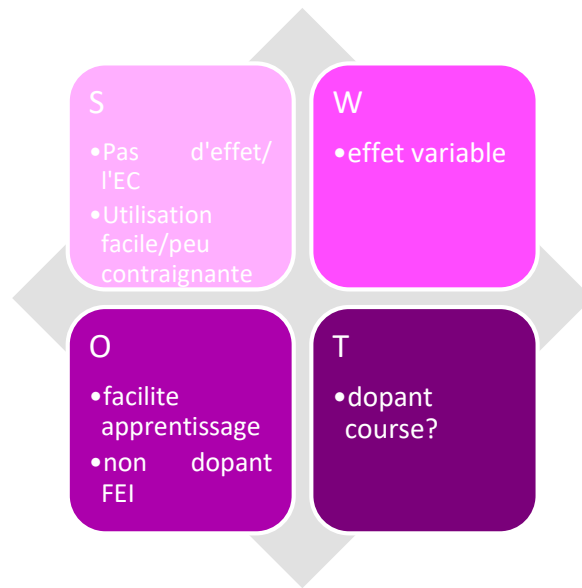 S
•Pas d'effet/
l'EC
•Utilisation
facile/peu
contraignante
W
•effet variable
O
•facilite
apprentissage
•non dopant
FEI
T
•dopant
course?